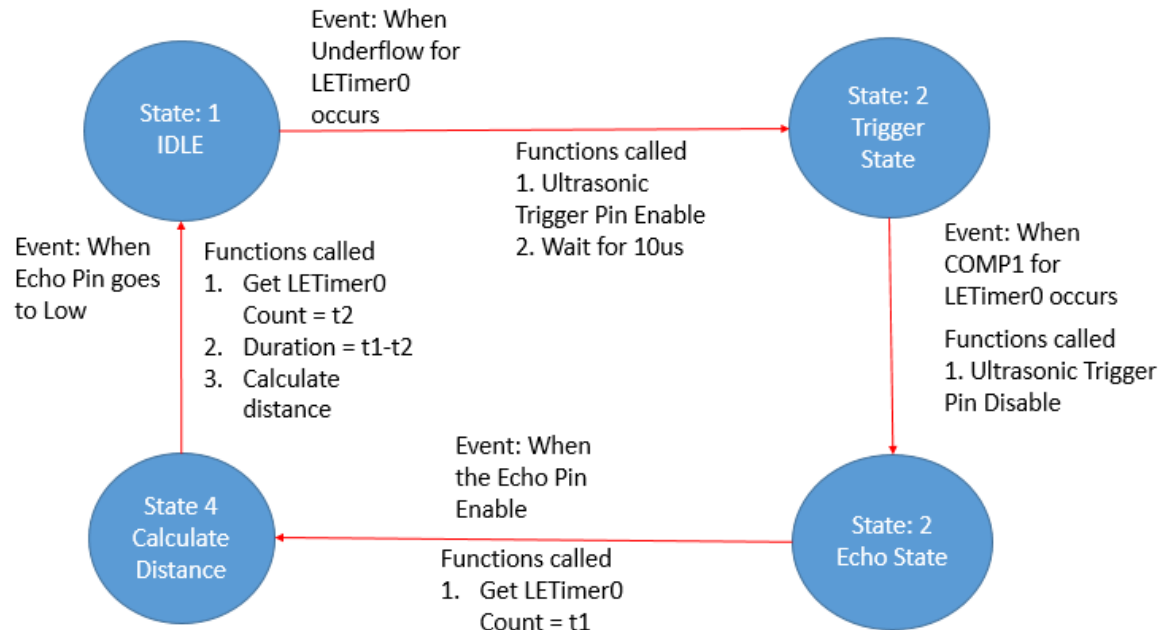 State: 1
IDLE
Event: When
Underflow for
LETimer0
occurs
Functions called
1. Ultrasonic
Trigger Pin Enable
2. Wait for 10us
State: 2
Trigger
State
Event: When
COMP1 for
LETimer0 occurs
Functions called
1. Ultrasonic Trigger
Pin Disable
State: 2
Echo State
Event: When
the Echo Pin
Enable
Functions called
1. Get LETimer0
Count = t1
State 4
Calculate
Distance
Event: When
Echo Pin goes
to Low
Functions called
1. Get LETimer0
Count = t2
2. Duration = t1-t2
3. Calculate
distance